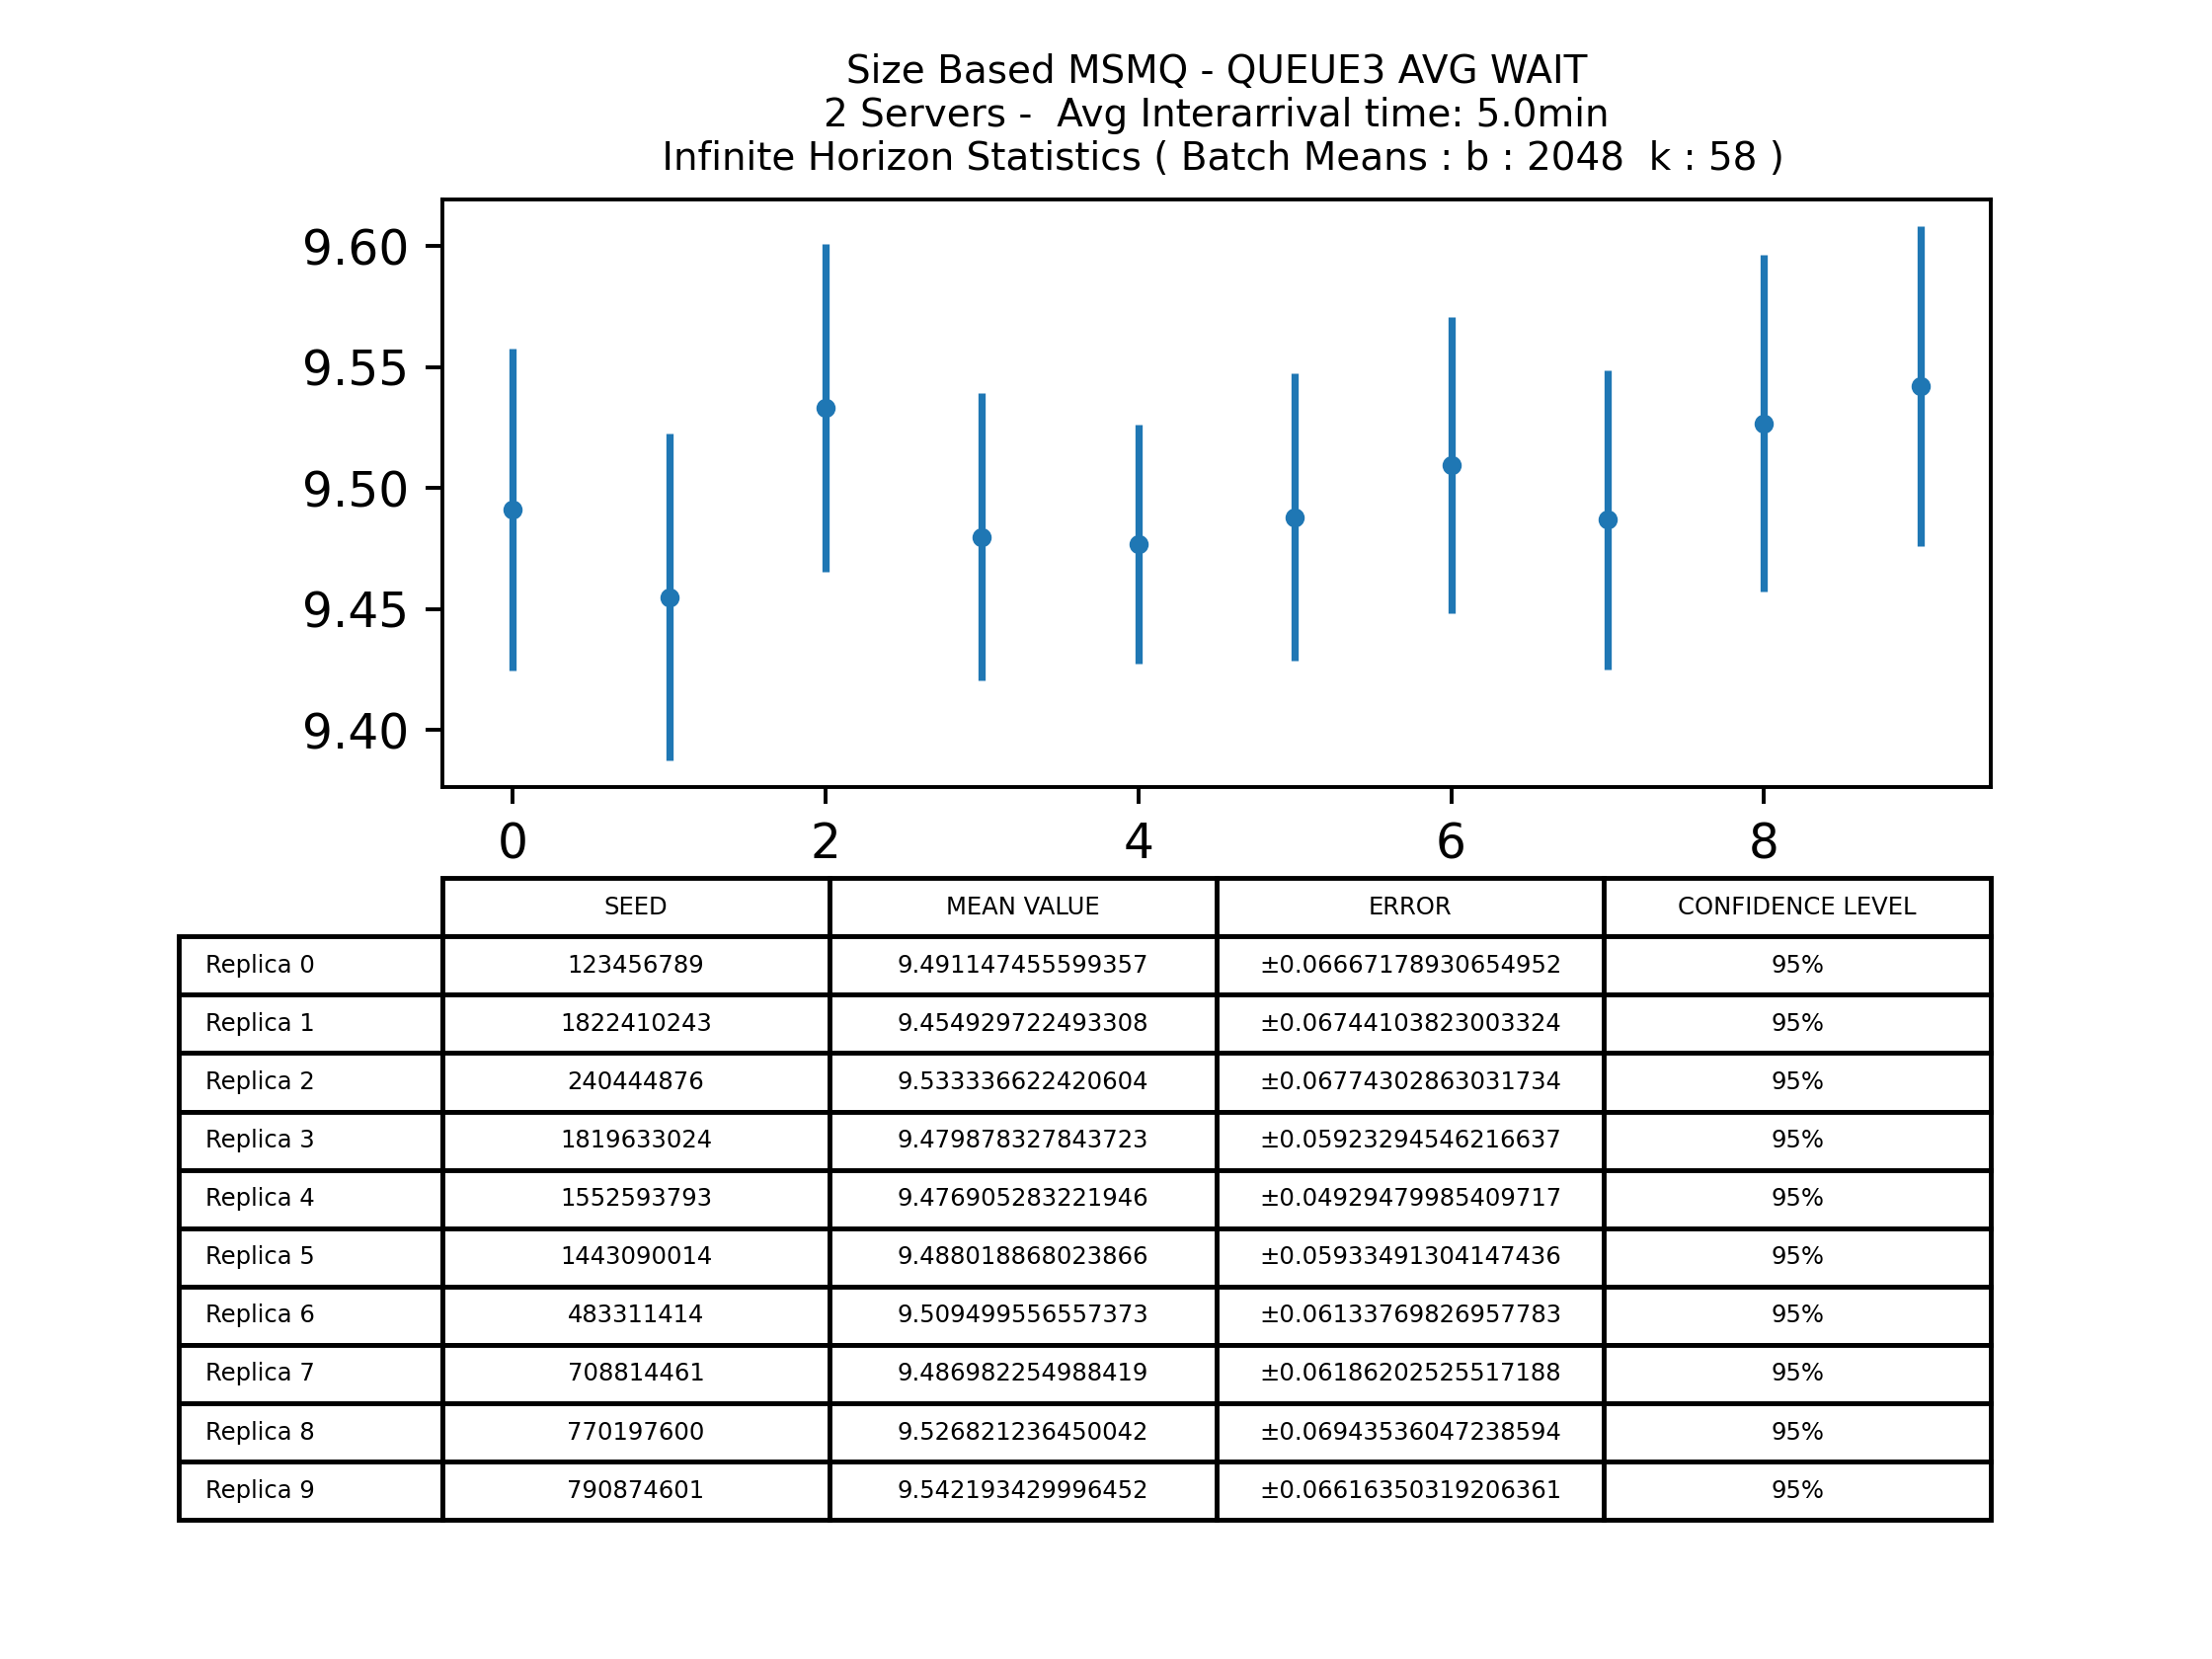 Size Based MSMQ - QUEUE3 AVG WAIT
2 Servers -  Avg Interarrival time: 5.0min
Infinite Horizon Statistics ( Batch Means : b : 2048  k : 58 )
9.60
9.55
9.50
9.45
9.40
0 2 4 6 8
SEED MEAN VALUE ERROR CONFIDENCE LEVEL
Replica 0 123456789 9.491147455599357 ±0.06667178930654952 95%
Replica 1 1822410243 9.454929722493308 ±0.06744103823003324 95%
Replica 2 240444876 9.533336622420604 ±0.06774302863031734 95%
Replica 3 1819633024 9.479878327843723 ±0.05923294546216637 95%
Replica 4 1552593793 9.476905283221946 ±0.04929479985409717 95%
Replica 5 1443090014 9.488018868023866 ±0.05933491304147436 95%
Replica 6 483311414 9.509499556557373 ±0.06133769826957783 95%
Replica 7 708814461 9.486982254988419 ±0.06186202525517188 95%
Replica 8 770197600 9.526821236450042 ±0.06943536047238594 95%
Replica 9 790874601 9.542193429996452 ±0.06616350319206361 95%